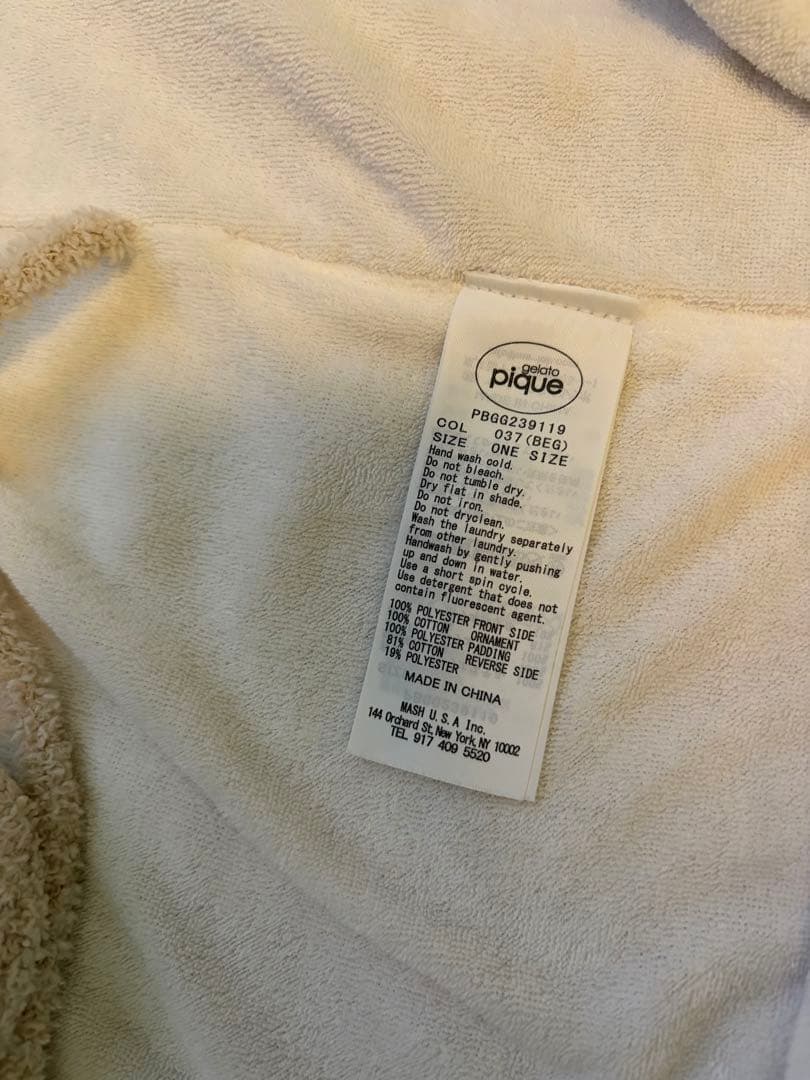 gelato
pique
PBGG239119
COL 037(BEG)
SIZE ONE SIZE
Hand wash cold.
Do not bleach.
Do not tumble dry.
Dry flat in shade.
Do not iron.
Do not dryclean.
Wash the laundry separately
from other laundry.
Handwash by gently pushing
up and down in water.
Use a short spin cycle.
Use detergent that does not
contain fluorescent agent.
100% POLYESTER FRONT SIDE
100% COTTON ORNAMENT
100% POLYESTER PADDING
81% COTTON REVERSE SIDE
19% POLYESTER
MADE IN CHINA
MASH U.S.A Inc.
144 Orchard St, New York, NY 10002
TEL 917 409 5520